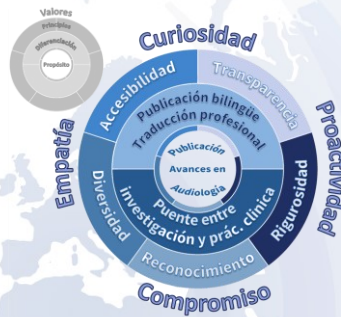 Valores
Principios
Diferenciación
Propósito
Curiosidad
Empatía
Proactividad
Compromiso
Accesibilidad
Transparencia
Diversidad
Rigurosidad
Reconocimiento
Publicación bilingüe
Traducción profesional
Puente entre
investigación y prác. clínica
Publicación
Avances en
Audiología